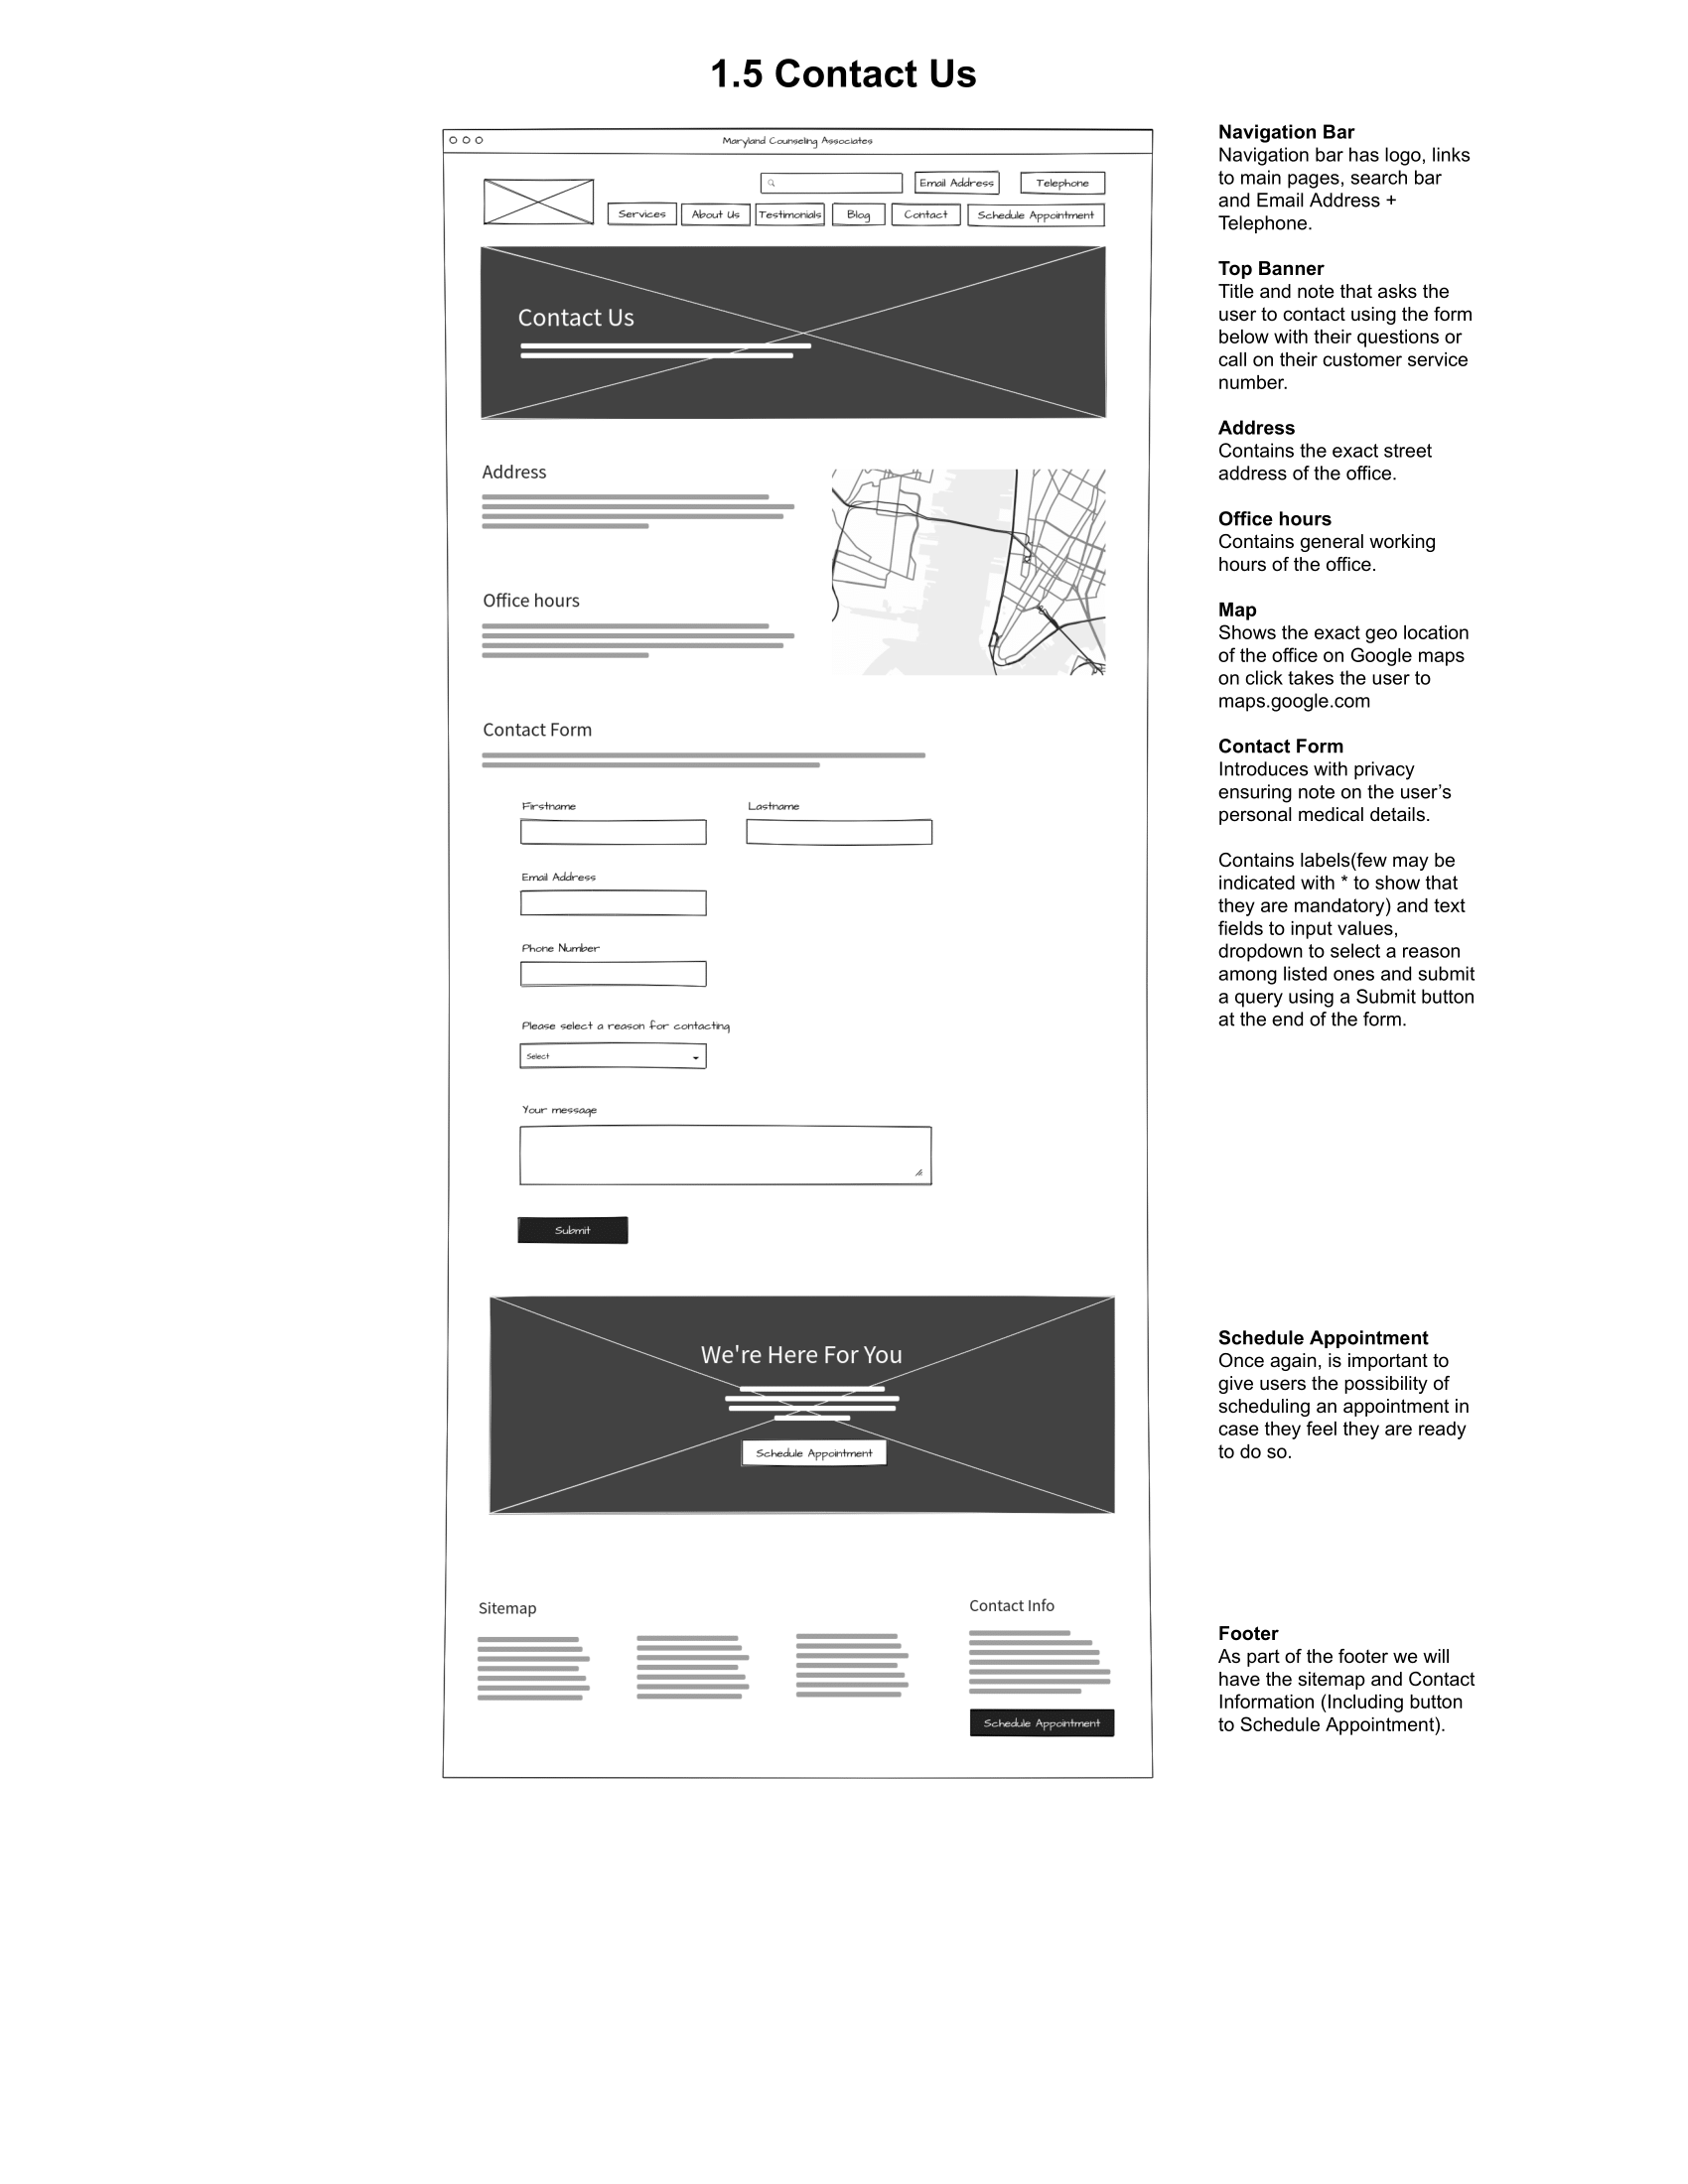 1.5 Contact Us
Maryland Counseling Associates
Email Address
Telephone
Services
About Us
Testimonials
Blog
Contact
Schedule Appointment
Contact Us
Address
Office hours
Contact Form
Firstname
Lastname
Email Address
Phone Number
Please select a reason for contacting
Select
Your message
Submit
We're Here For You
Schedule Appointment
Sitemap
Contact Info
Schedule Appointment
Navigation Bar
Navigation bar has logo, links
to main pages, search bar
and Email Address +
Telephone.
Top Banner
Title and note that asks the
user to contact using the form
below with their questions or
call on their customer service
number.
Address
Contains the exact street
address of the office.
Office hours
Contains general working
hours of the office.
Map
Shows the exact geo location
of the office on Google maps
on click takes the user to
maps.google.com
Contact Form
Introduces with privacy
ensuring note on the user’s
personal medical details.
Contains labels(few may be
indicated with * to show that
they are mandatory) and text
fields to input values,
dropdown to select a reason
among listed ones and submit
a query using a Submit button
at the end of the form.
Schedule Appointment
Once again, is important to
give users the possibility of
scheduling an appointment in
case they feel they are ready
to do so.
Footer
As part of the footer we will
have the sitemap and Contact
Information (Including button
to Schedule Appointment).